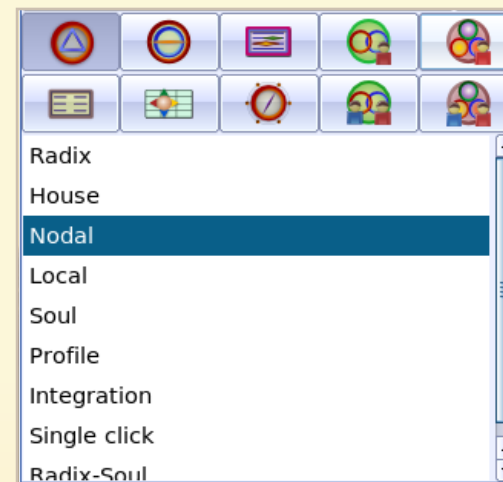 Radix
House
Nodal
Local
Soul
Profile
Integration
Single click
Radix-Soul